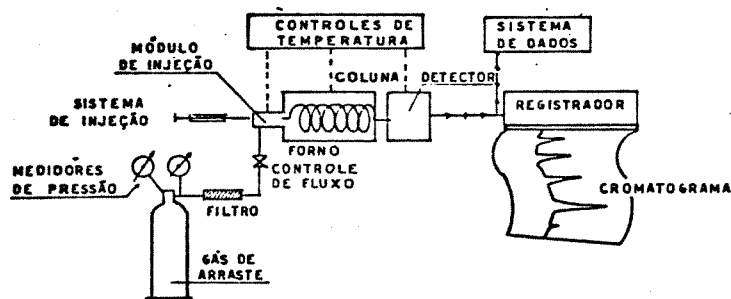 CONTROLES DE
TEMPERATURA
SISTEMA
DE DADOS
MÓDULO
DE INJEÇÃO
COLUNA
DETECTOR
SISTEMA
DE INJEÇÃO
REGISTRADOR
FORNO
CONTROLE
DE FLUXO
MEDIDORES
DE PRESSÃO
FILTRO
CROMATOGRAMA
GÁS DE
ARRASTE